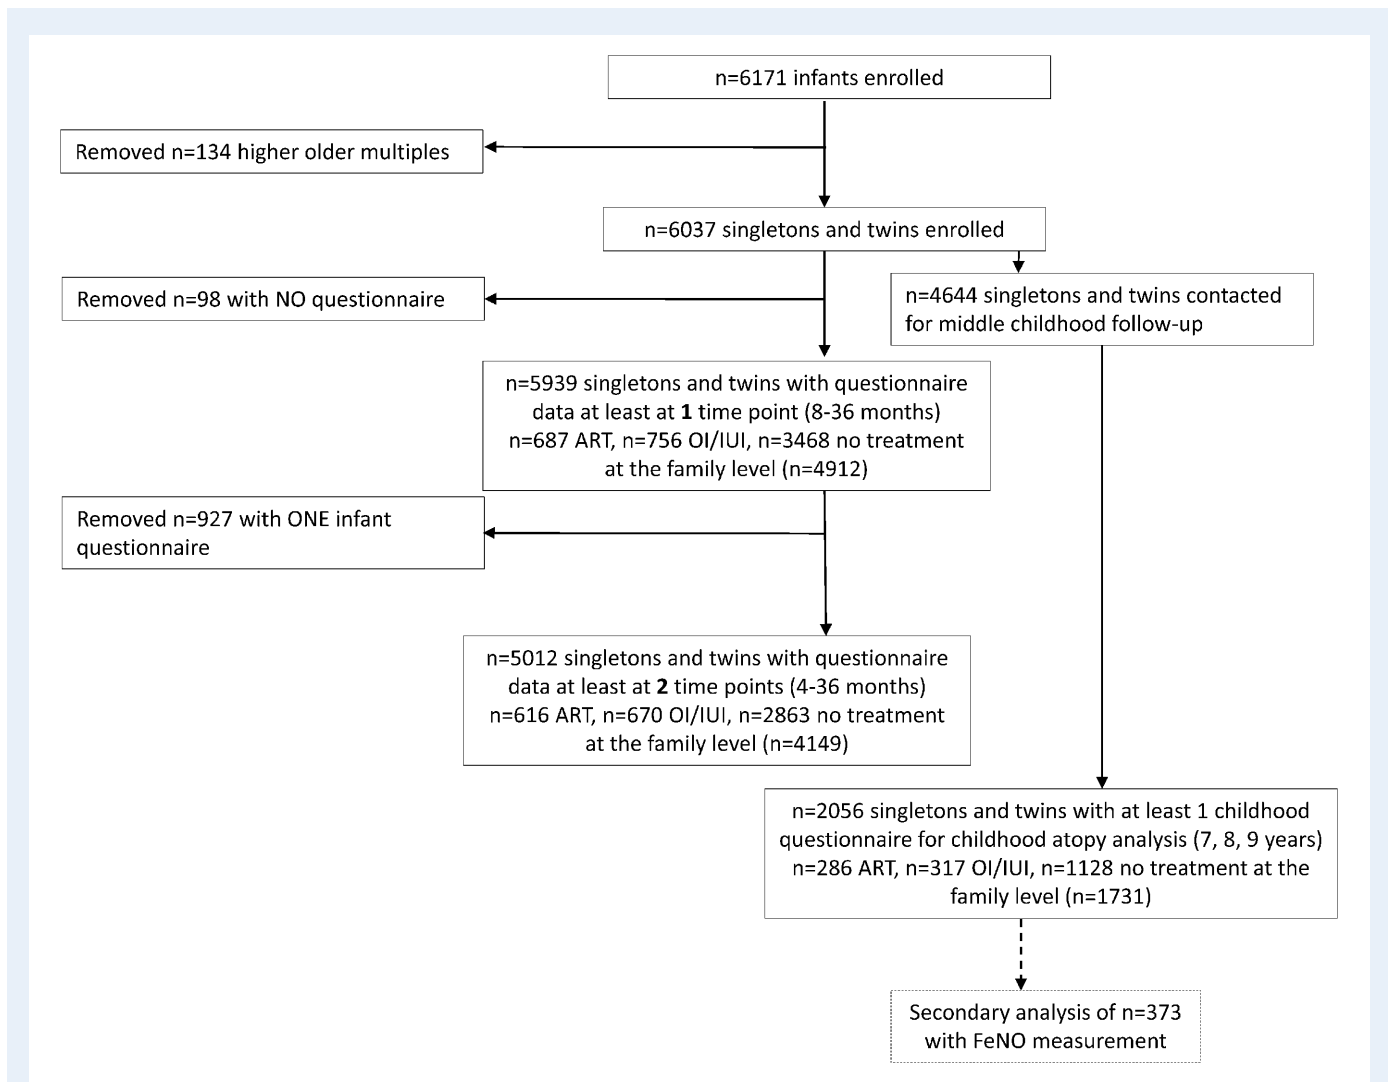 n=6171 infants enrolled
Removed n=134 higher older multiples
n=6037 singletons and twins enrolled
Removed n=98 with NO questionnaire
n=4644 singletons and twins contacted
for middle childhood follow-up
n=5939 singletons and twins with questionnaire
data at least at 1 time point (8-36 months)
n=687 ART, n=756 OI/IUI, n=3468 no treatment
at the family level (n=4912)
Removed n=927 with ONE infant
questionnaire
n=5012 singletons and twins with questionnaire
data at least at 2 time points (4-36 months)
n=616 ART, n=670 OI/IUI, n=2863 no treatment
at the family level (n=4149)
n=2056 singletons and twins with at least 1 childhood
questionnaire for childhood atopy analysis (7, 8, 9 years)
n=286 ART, n=317 OI/IUI, n=1128 no treatment at the
family level (n=1731)
Secondary analysis of n=373
with FeNO measurement